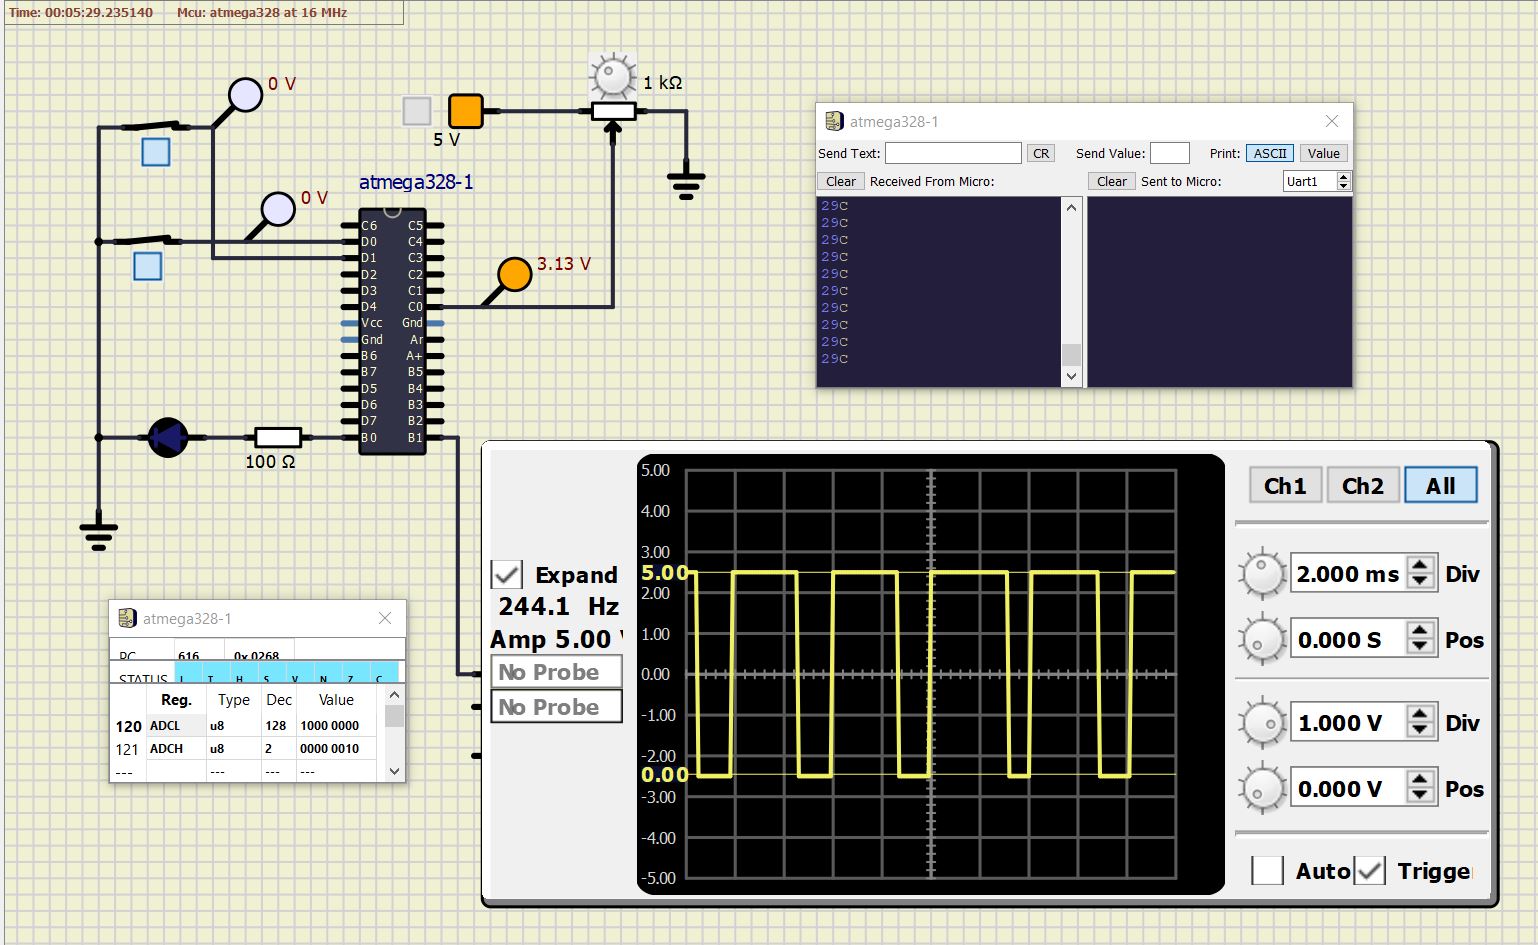 Time: 00:05:29.235140 Mcu: atmega328 at 16 MHz
0 V
1 kΩ
5 V
atmega328-1
0 V
3.13 V
C6 C5
D0 C4
D1 C3
D2 C2
D3 C1
D4 C0
Vcc Gnd
Gnd Ar
B6 A+
B7 B5
D5 B4
D6 B3
D7 B2
B0 B1
100 Ω
atmega328-1
Send Text: CR Send Value: Print: ASCII Value
Clear Received From Micro: Clear Sent to Micro: Uart1
29C
29C
29C
29C
29C
29C
29C
29C
29C
29C
atmega328-1
PC 616 0x 0268
STATUS I T H S V N Z C
Reg. Type Dec Value
120 ADCL u8 128 1000 0000
121 ADCH u8 2 0000 0010
--- --- --- ---
Expand
244.1 Hz
Amp 5.00
No Probe
No Probe
5.00
4.00
3.00
5.00
2.00
1.00
0.00
-1.00
-2.00
0.00
-3.00
-4.00
-5.00
Ch1 Ch2 All
2.000 ms Div
0.000 S Pos
1.000 V Div
0.000 V Pos
Auto Trigge